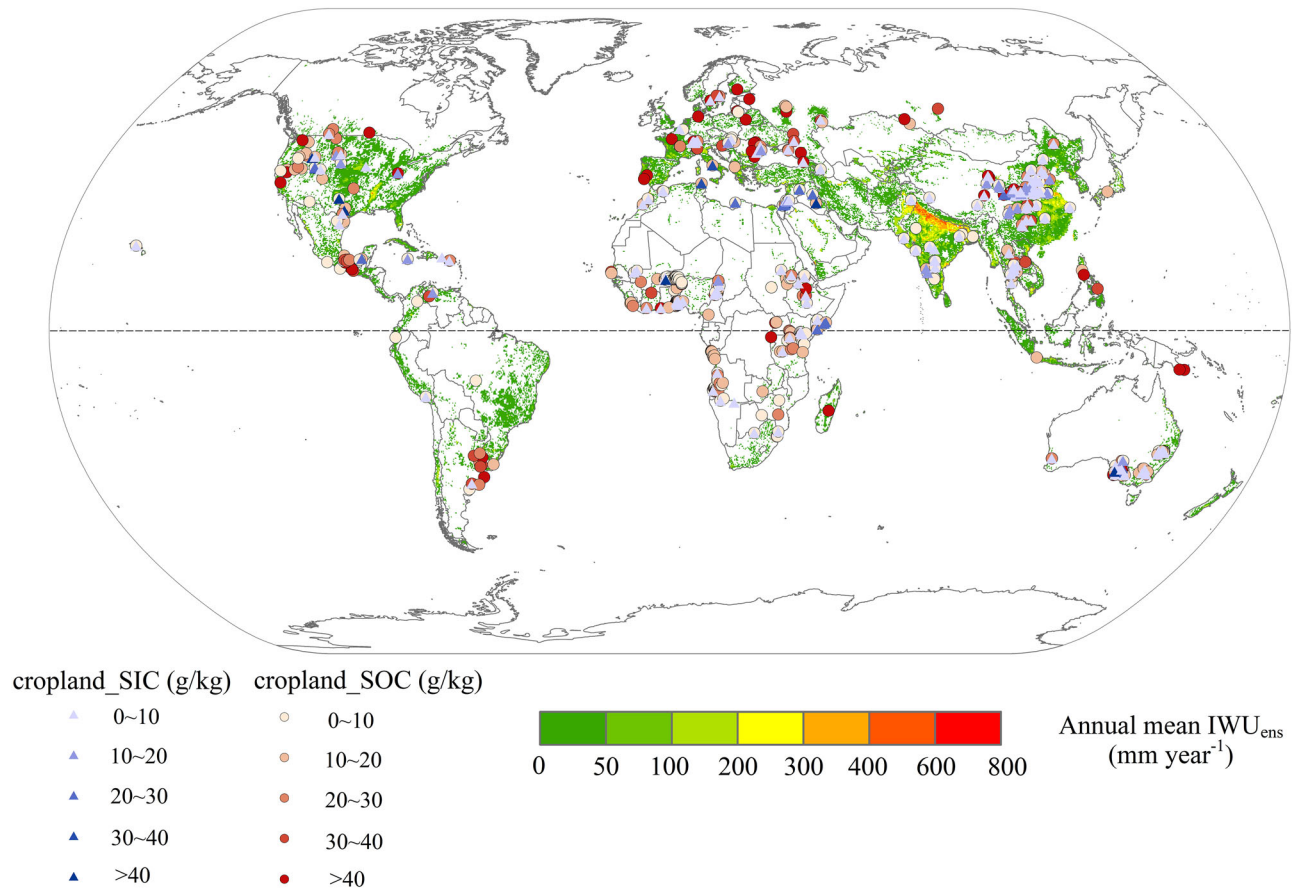 cropland_SIC (g/kg) cropland_SOC (g/kg)
0~10 0~10
10~20 10~20
20~30 20~30
30~40 30~40
>40 >40
0 50 100 200 300 400 600 800
Annual mean IWUens
(mm year-1)